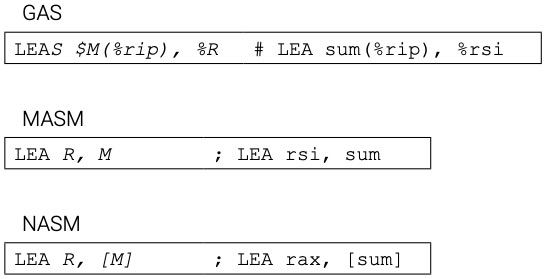 GAS
LEAS $M(%rip), %R # LEA sum(%rip), %rsi
MASM
LEA R, M ; LEA rsi, sum
NASM
LEA R, [M] ; LEA rax, [sum]